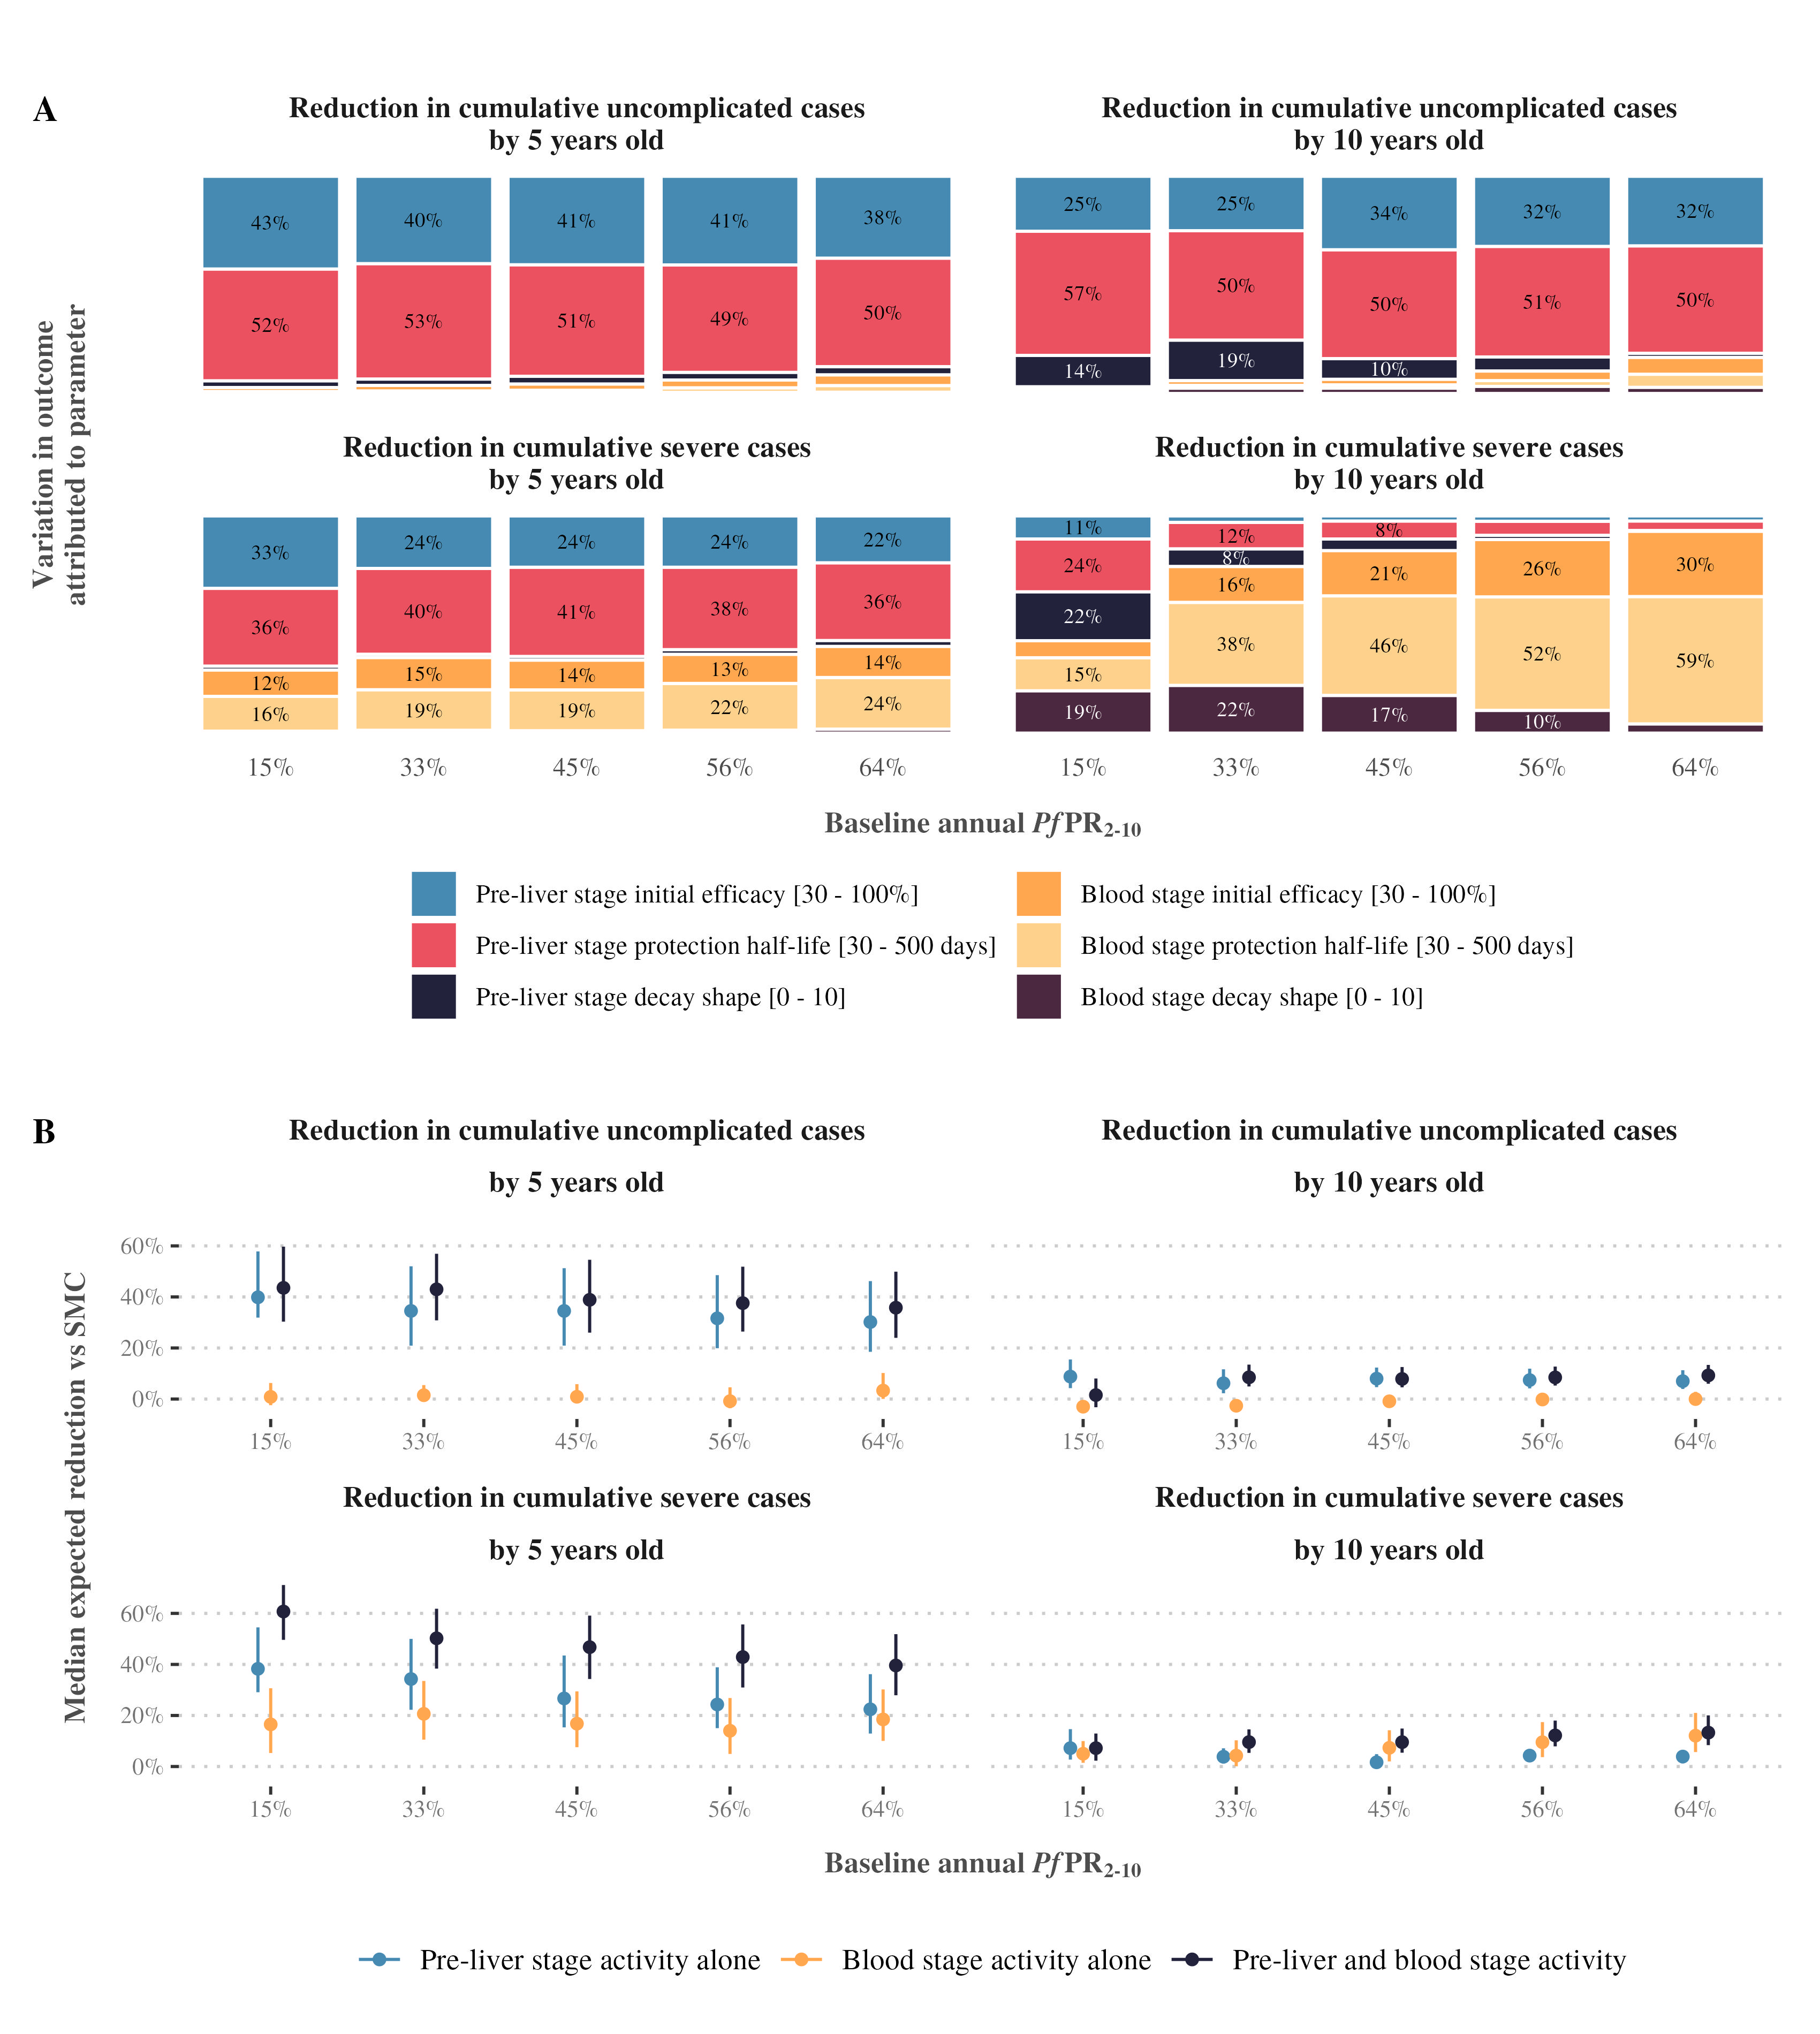 A
Reduction in cumulative uncomplicated cases
by 5 years old
Reduction in cumulative uncomplicated cases
by 10 years old
43% 40% 41% 41% 38%
52% 53% 51% 49% 50%
25% 25% 34% 32% 32%
57% 50% 50% 51% 50%
14% 19% 10%
Variation in outcome
attributed to parameter
Reduction in cumulative severe cases
by 5 years old
Reduction in cumulative severe cases
by 10 years old
33% 24% 24% 24% 22%
36% 40% 41% 38% 36%
12% 15% 14% 13% 14%
16% 19% 19% 22% 24%
15% 33% 45% 56% 64%
11%
24% 12% 8%
22% 8%
16% 21% 26% 30%
15% 38% 46% 52% 59%
19% 22% 17% 10%
15% 33% 45% 56% 64%
Baseline annual PfPR2-10
Pre-liver stage initial efficacy [30 - 100%]
Pre-liver stage protection half-life [30 - 500 days]
Pre-liver stage decay shape [0 - 10]
Blood stage initial efficacy [30 - 100%]
Blood stage protection half-life [30 - 500 days]
Blood stage decay shape [0 - 10]
B
Reduction in cumulative uncomplicated cases
by 5 years old
Reduction in cumulative uncomplicated cases
by 10 years old
60%
40%
20%
0%
15% 33% 45% 56% 64%
15% 33% 45% 56% 64%
Median expected reduction vs SMC
Reduction in cumulative severe cases
by 5 years old
Reduction in cumulative severe cases
by 10 years old
60%
40%
20%
0%
15% 33% 45% 56% 64%
15% 33% 45% 56% 64%
Baseline annual PfPR2-10
Pre-liver stage activity alone
Blood stage activity alone
Pre-liver and blood stage activity